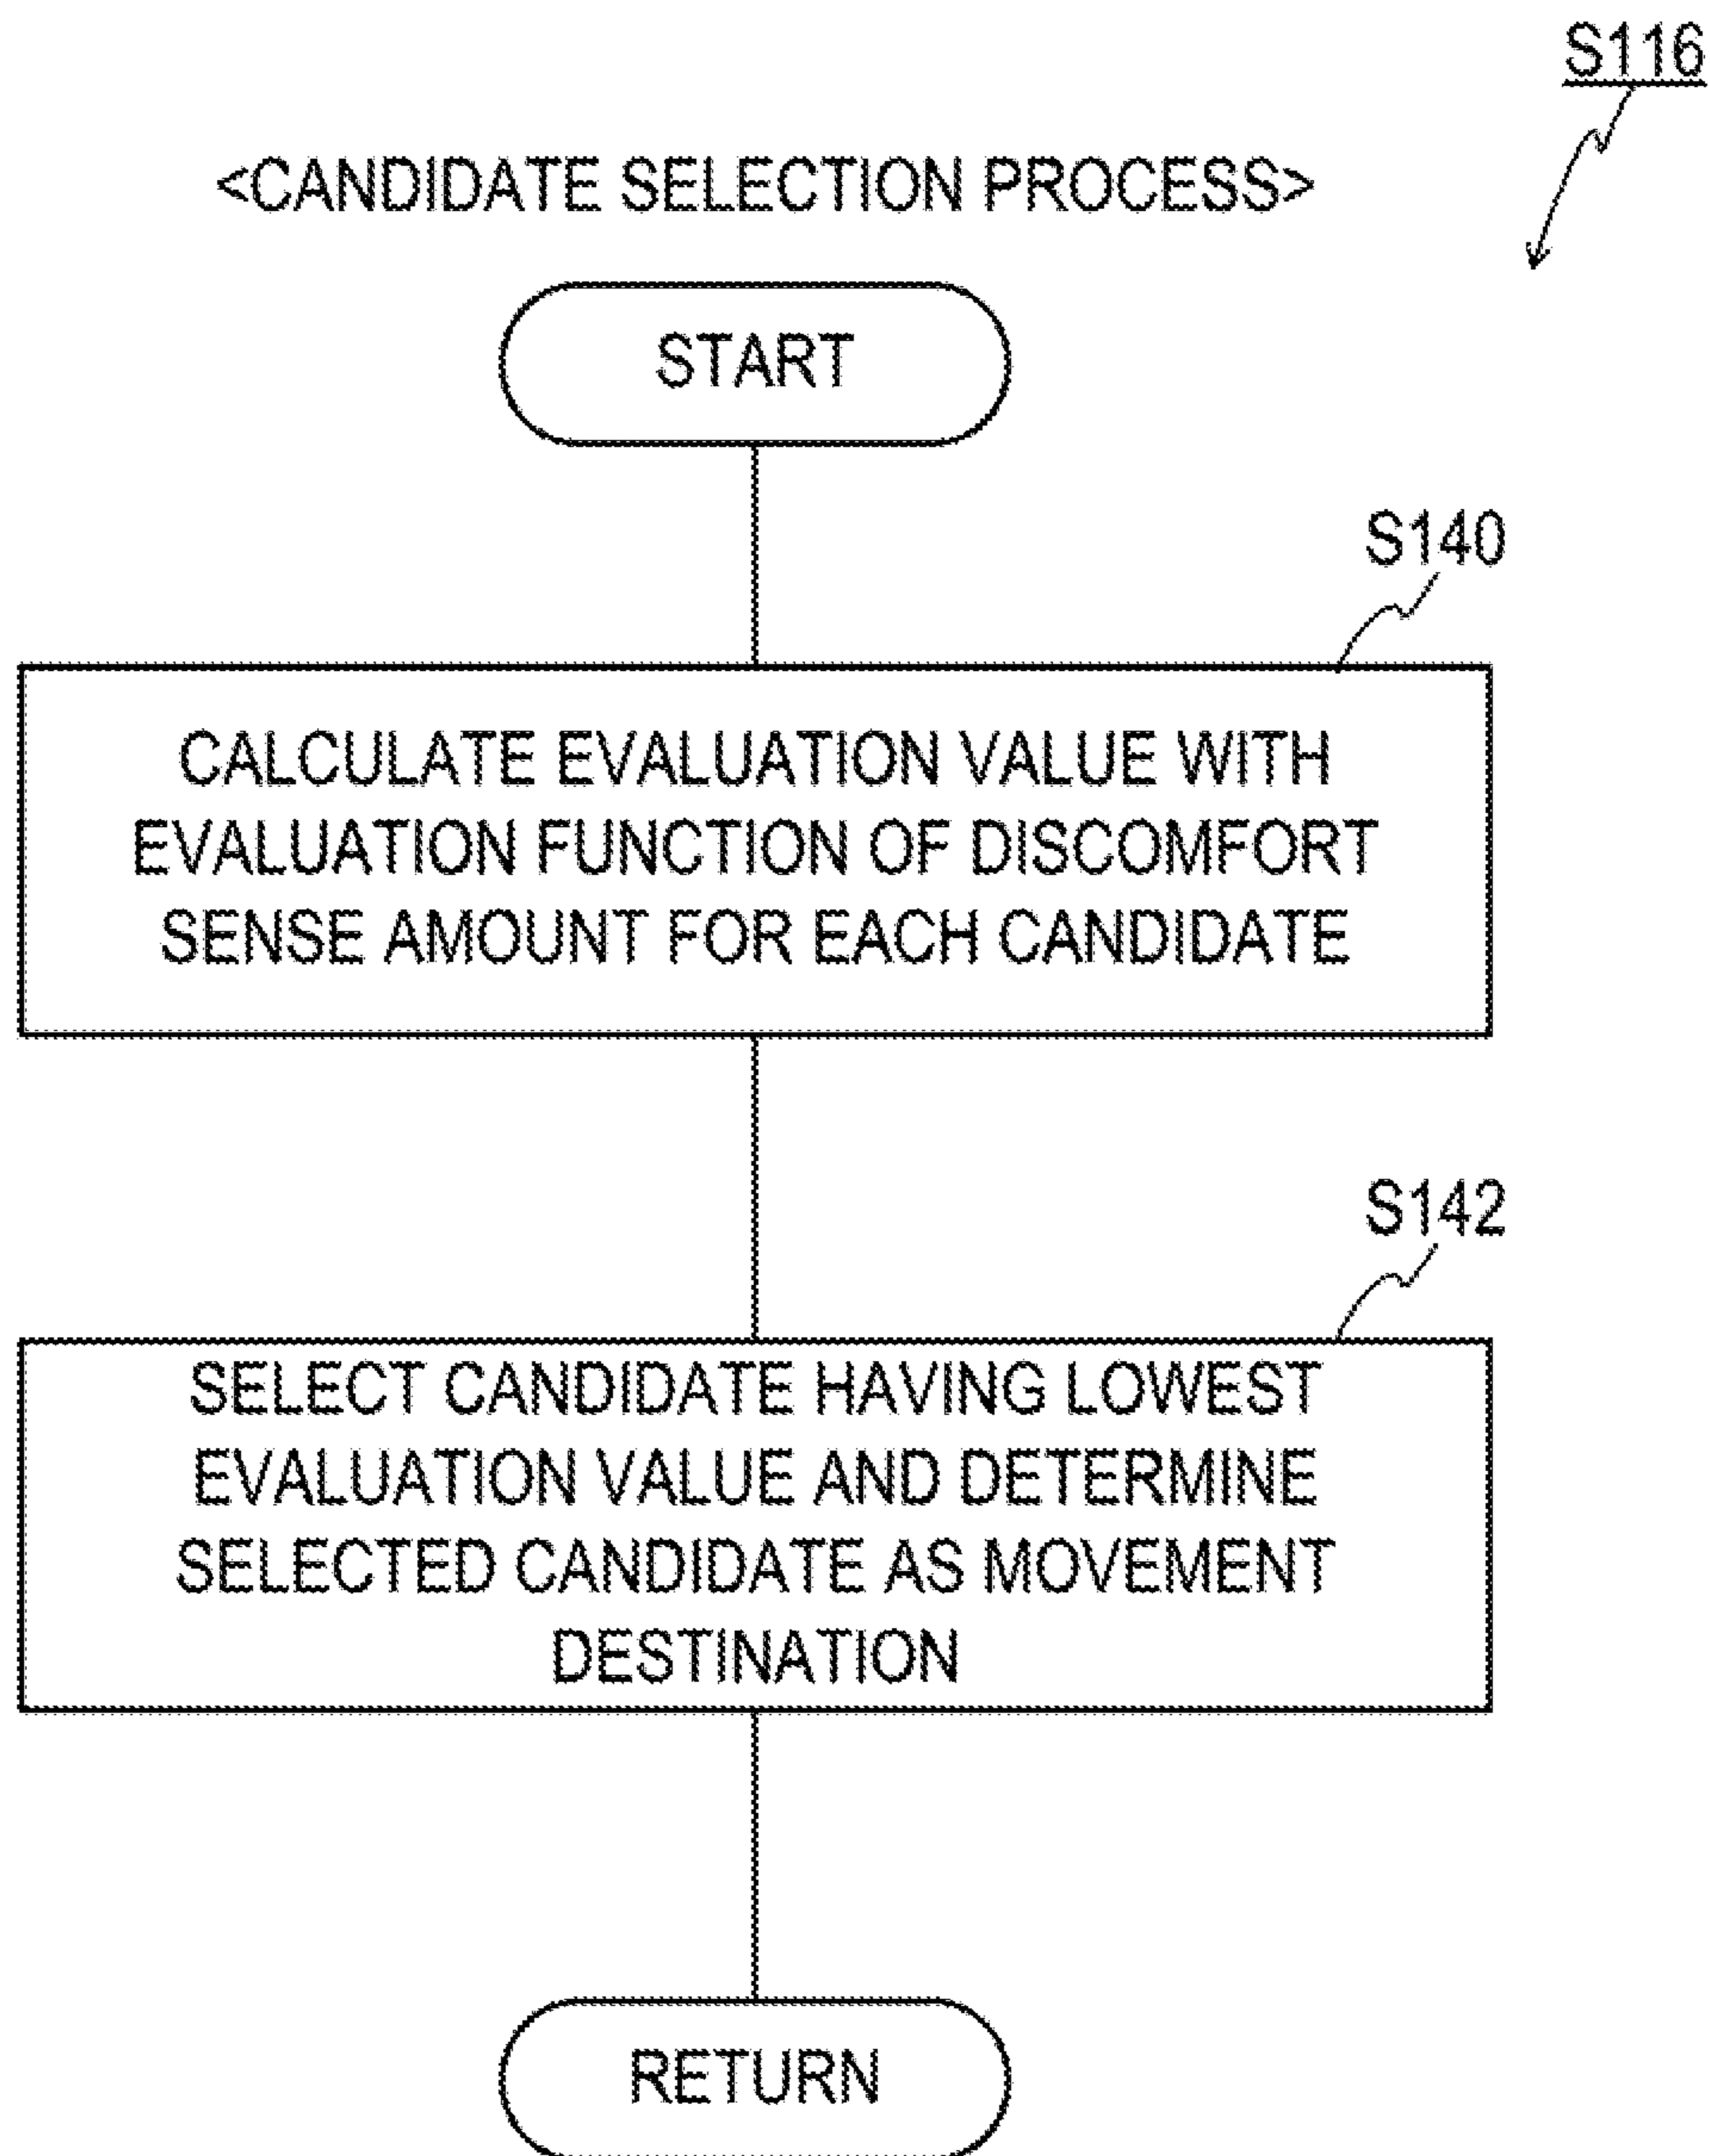 S116
<CANDIDATE SELECTION PROCESS>
START
S140
CALCULATE EVALUATION VALUE WITH
EVALUATION FUNCTION OF DISCOMFORT
SENSE AMOUNT FOR EACH CANDIDATE
S142
SELECT CANDIDATE HAVING LOWEST
EVALUATION VALUE AND DETERMINE
SELECTED CANDIDATE AS MOVEMENT
DESTINATION
RETURN